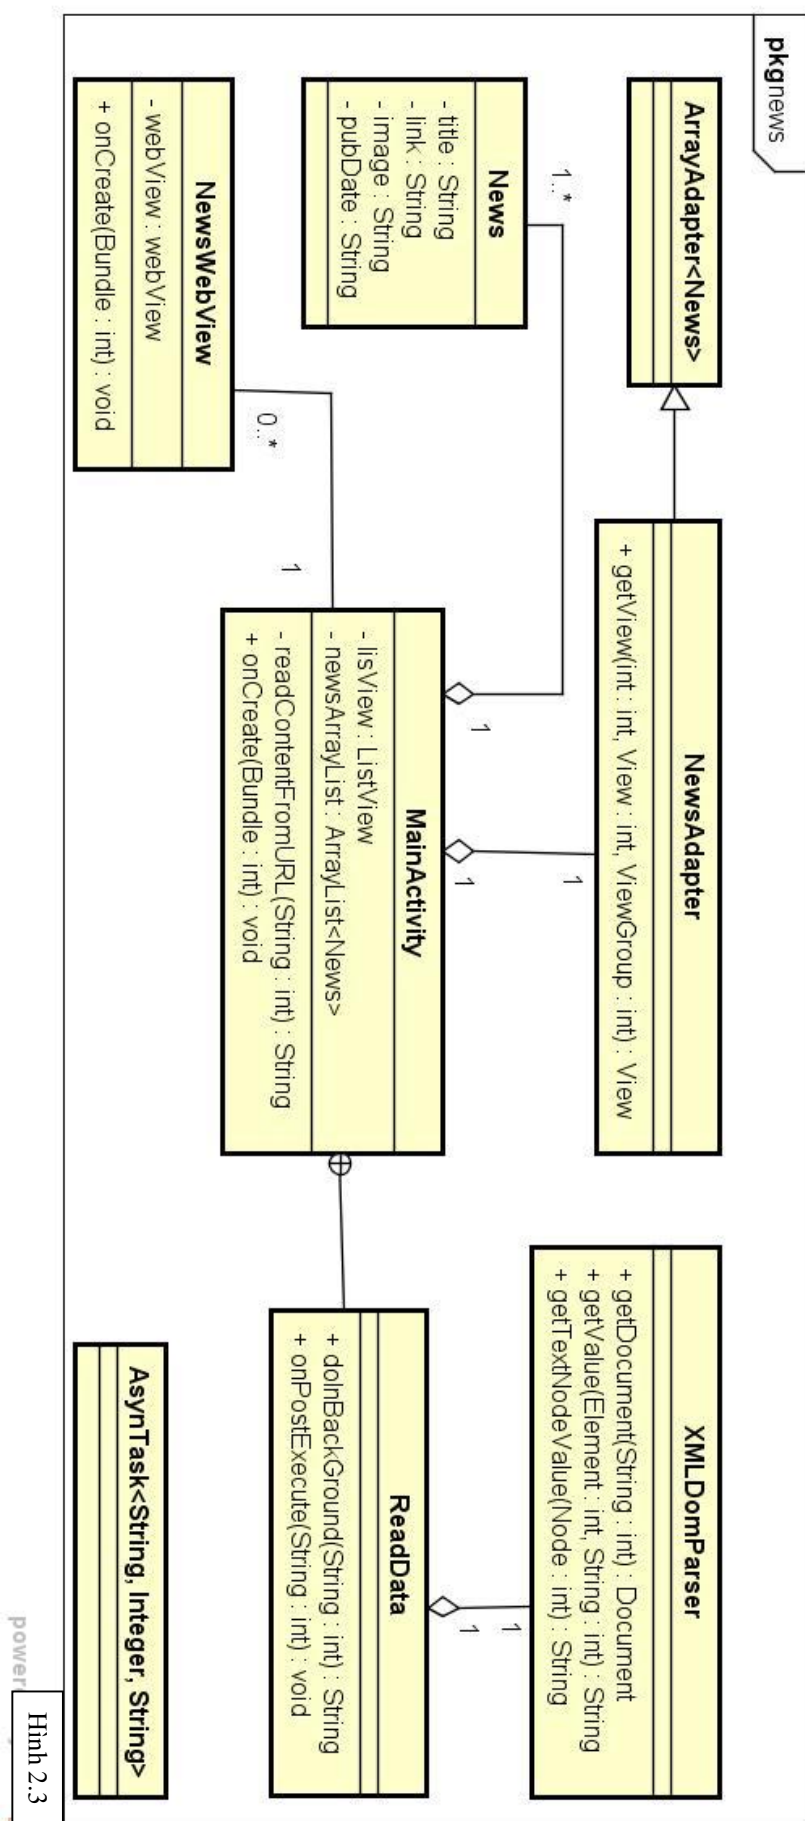 pkgnews
ArrayAdapter<News>
NewsAdapter
+ getView(int : int, View : int, ViewGroup : int) : View
XMLDomParser
+ getDocument(String : int) : Document
+ getValue(Element : int, String : int) : String
+ getTextNodeValue(Node : int) : String
1..*
1
1
1
1
1
News
- title : String
- link : String
- image : String
- pubDate : String
MainActivity
- lisView : ListView
- newsArrayList : ArrayList<News>
- readContentFromURL(String : int) : String
+ onCreate(Bundle : int) : void
ReadData
+ doInBackGround(String : int) : String
+ onPostExecute(String : int) : void
0..*
1
NewsWebView
- webView : webView
+ onCreate(Bundle : int) : void
AsynTask<String, Integer, String>
Hình 2.3